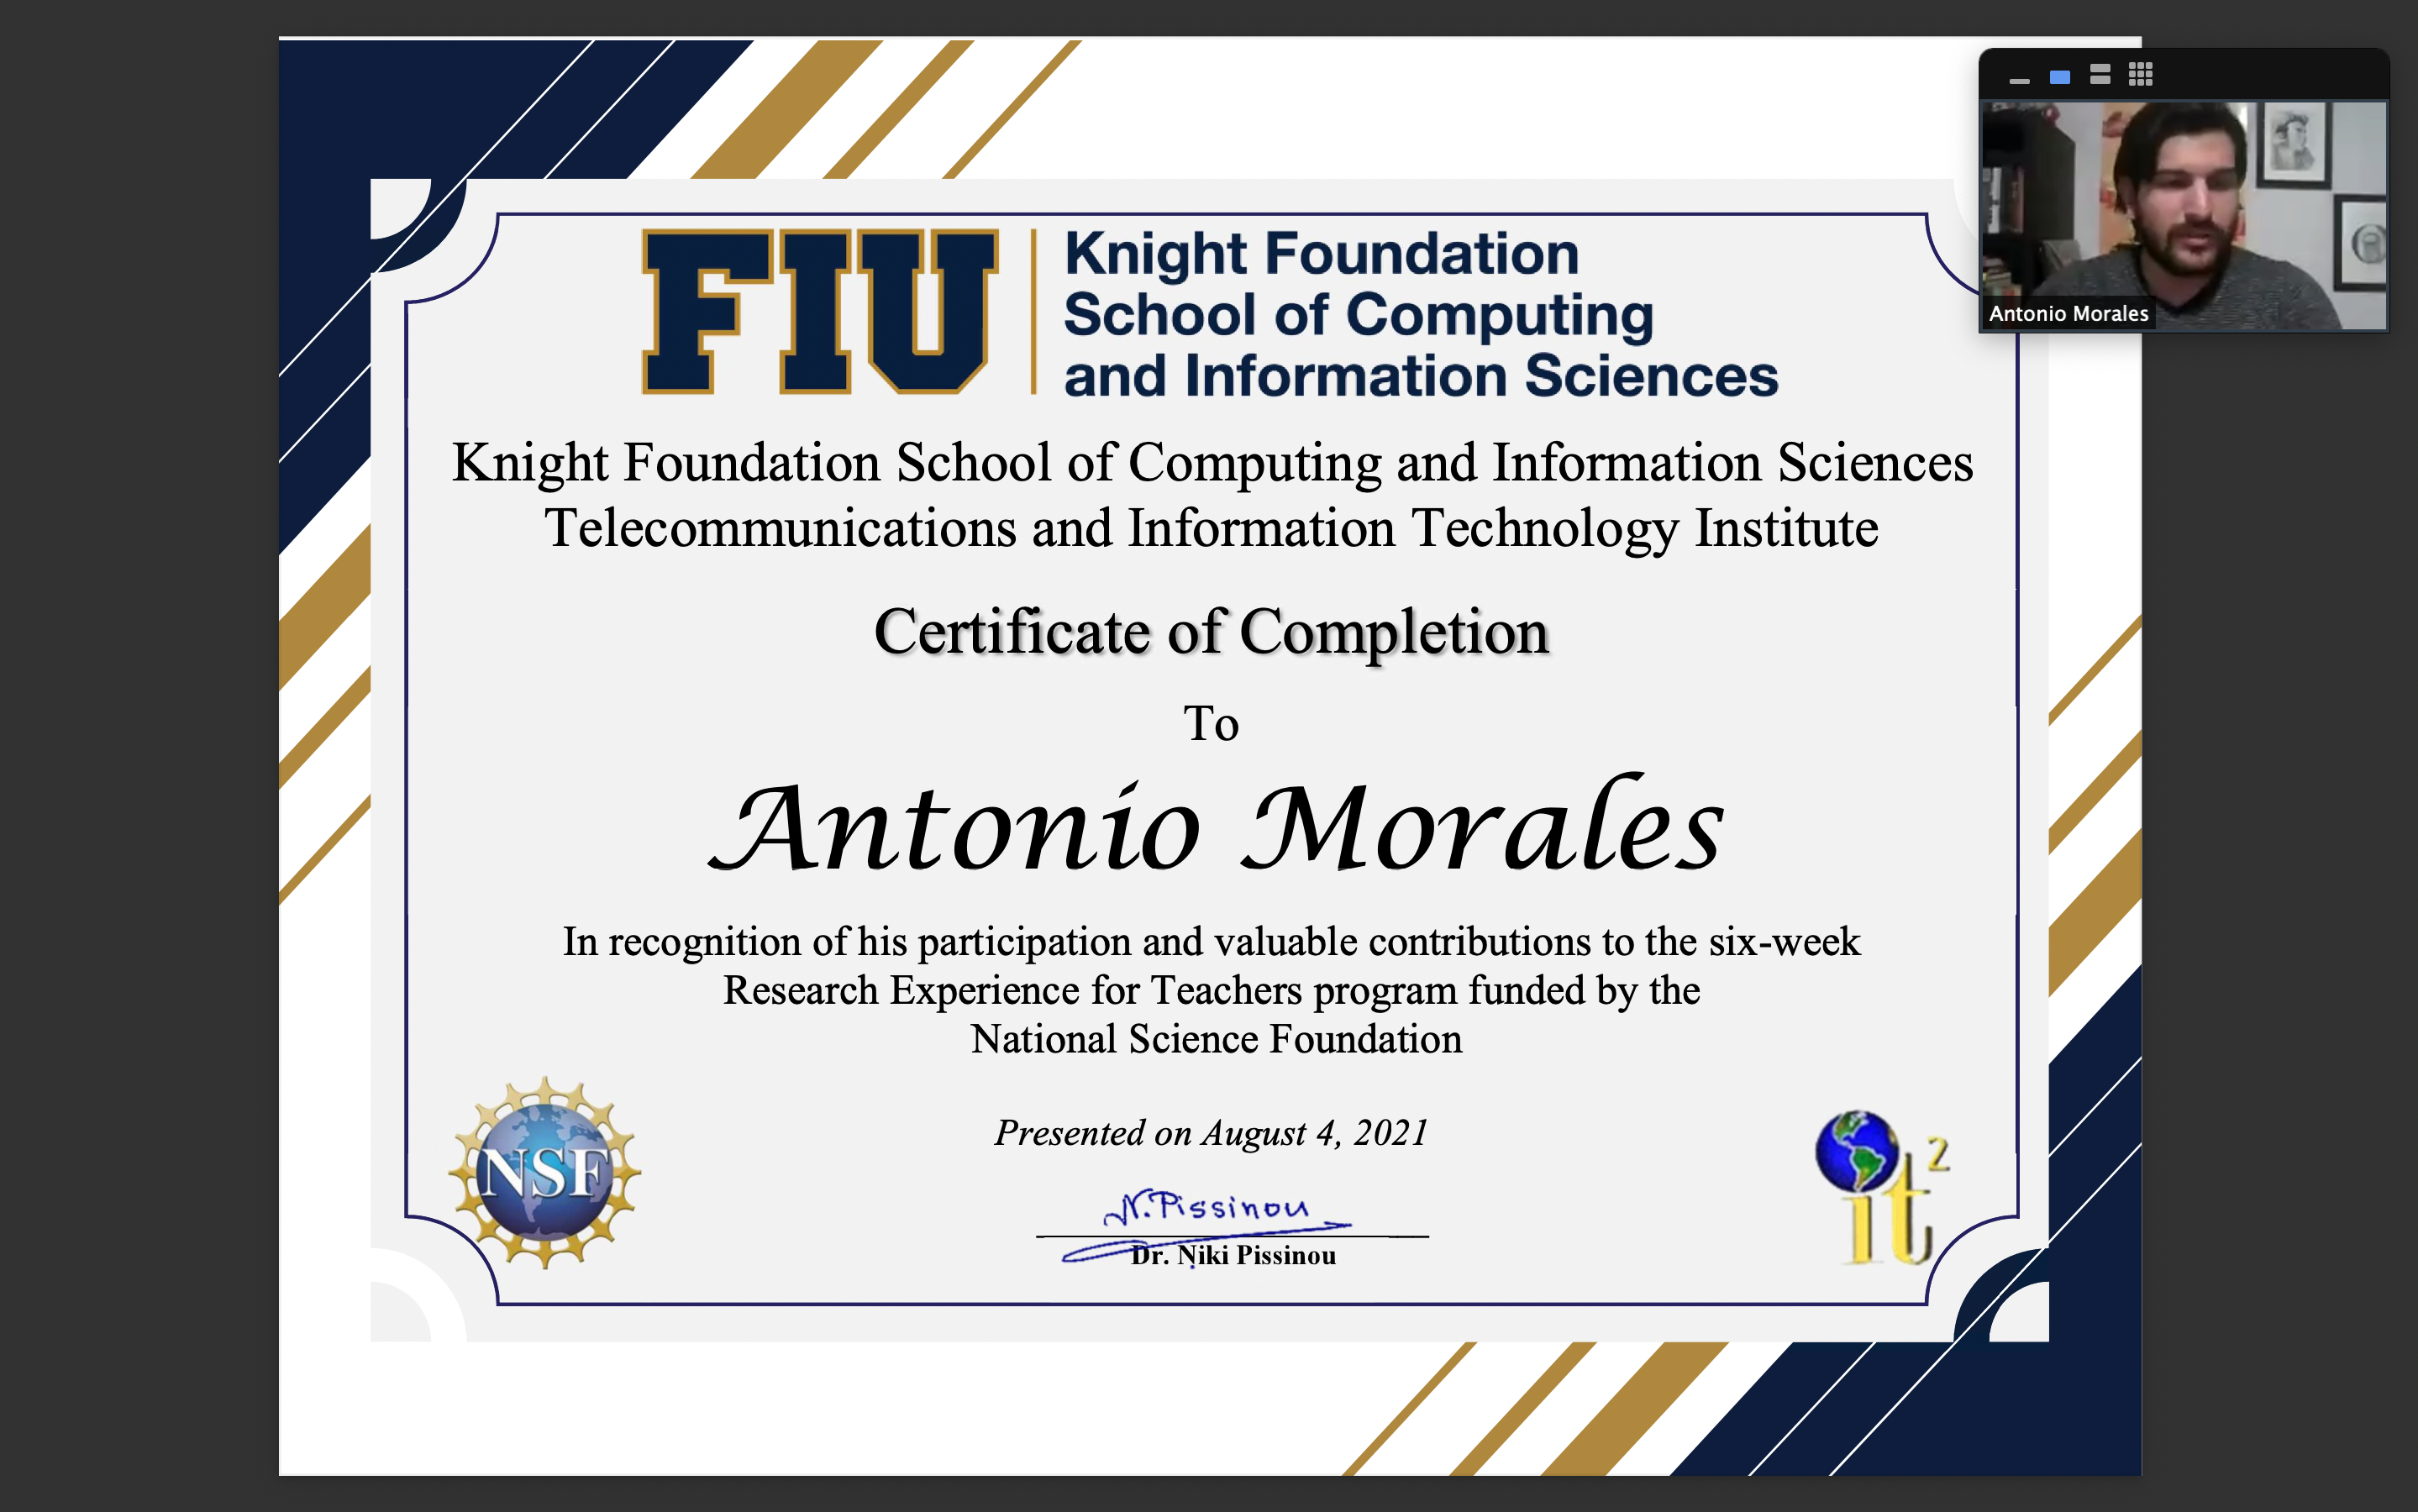 FIU
Knight Foundation
School of Computing
and Information Sciences
Antonio Morales
Knight Foundation School of Computing and Information Sciences
Telecommunications and Information Technology Institute
Certificate of Completion
To
Antonio Morales
In recognition of his participation and valuable contributions to the six-week
Research Experience for Teachers program funded by the
National Science Foundation
Presented on August 4, 2021
NSF
it2
N.Pissinou
Dr. Niki Pissinou